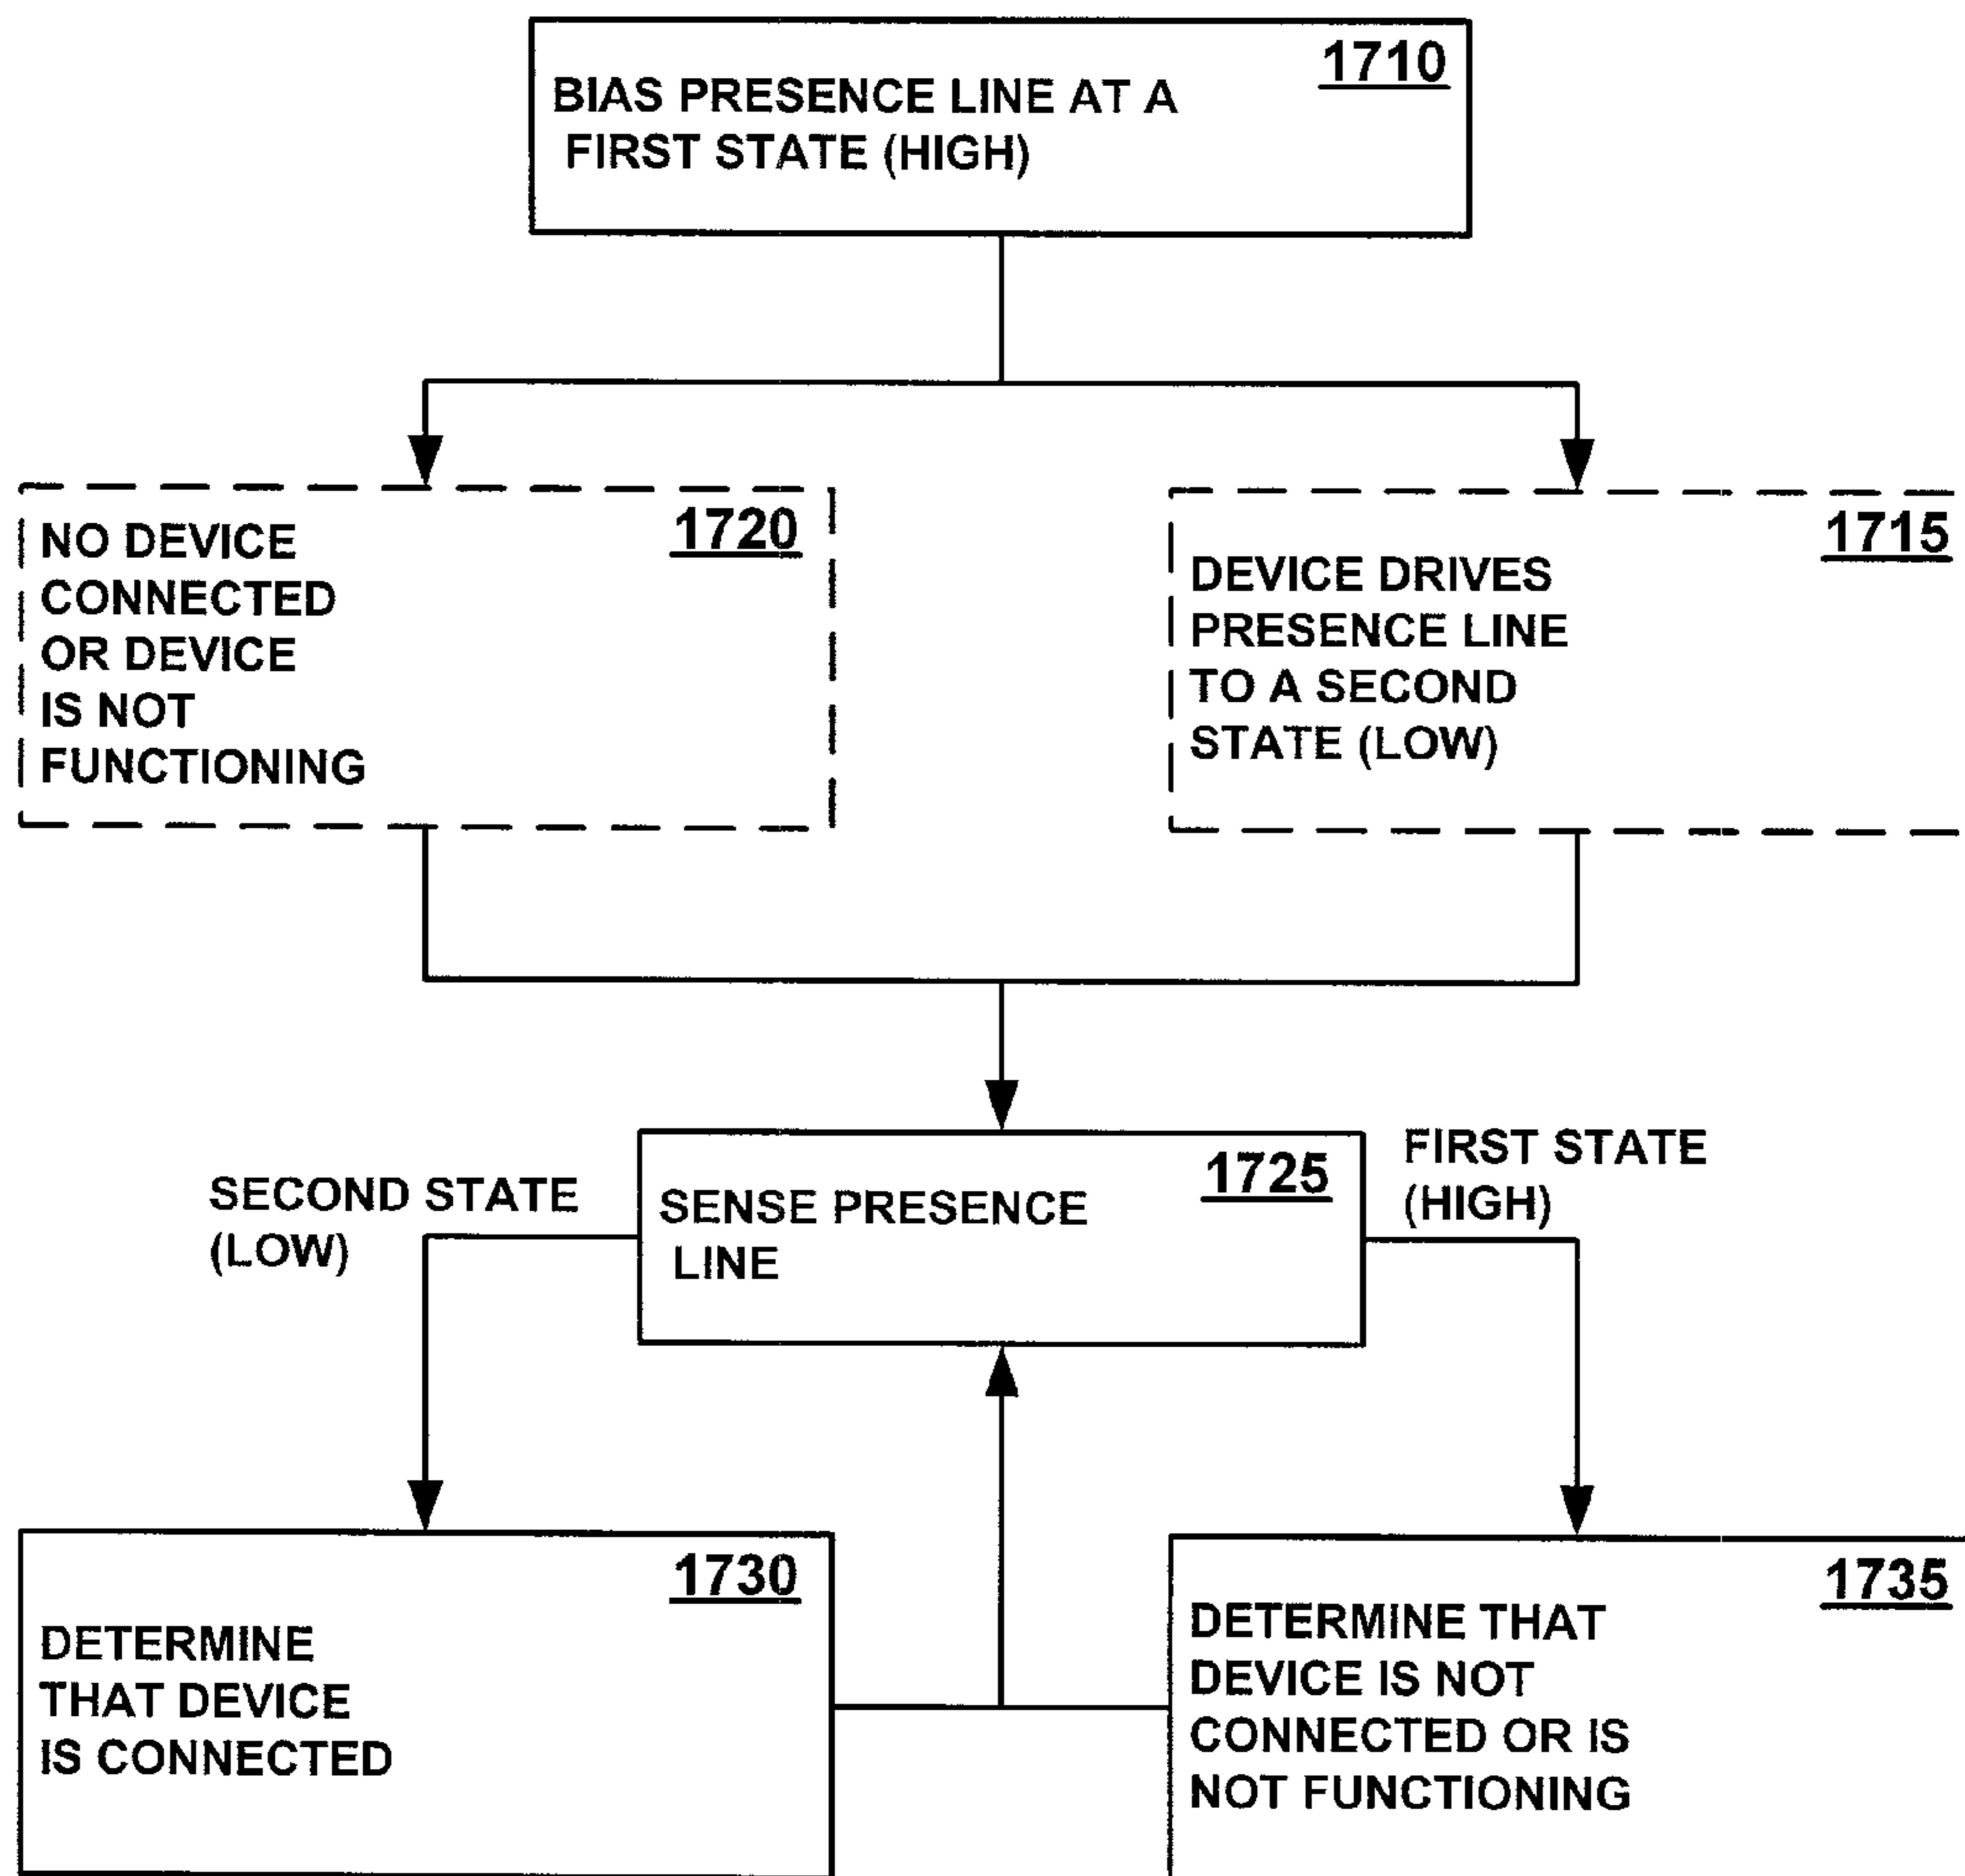 1710
BIAS PRESENCE LINE AT A
FIRST STATE (HIGH)
1720
NO DEVICE
CONNECTED
OR DEVICE
IS NOT
FUNCTIONING
1715
DEVICE DRIVES
PRESENCE LINE
TO A SECOND
STATE (LOW)
1725
SENSE PRESENCE
LINE
SECOND STATE
(LOW)
FIRST STATE
(HIGH)
1730
DETERMINE
THAT DEVICE
IS CONNECTED
1735
DETERMINE THAT
DEVICE IS NOT
CONNECTED OR IS
NOT FUNCTIONING